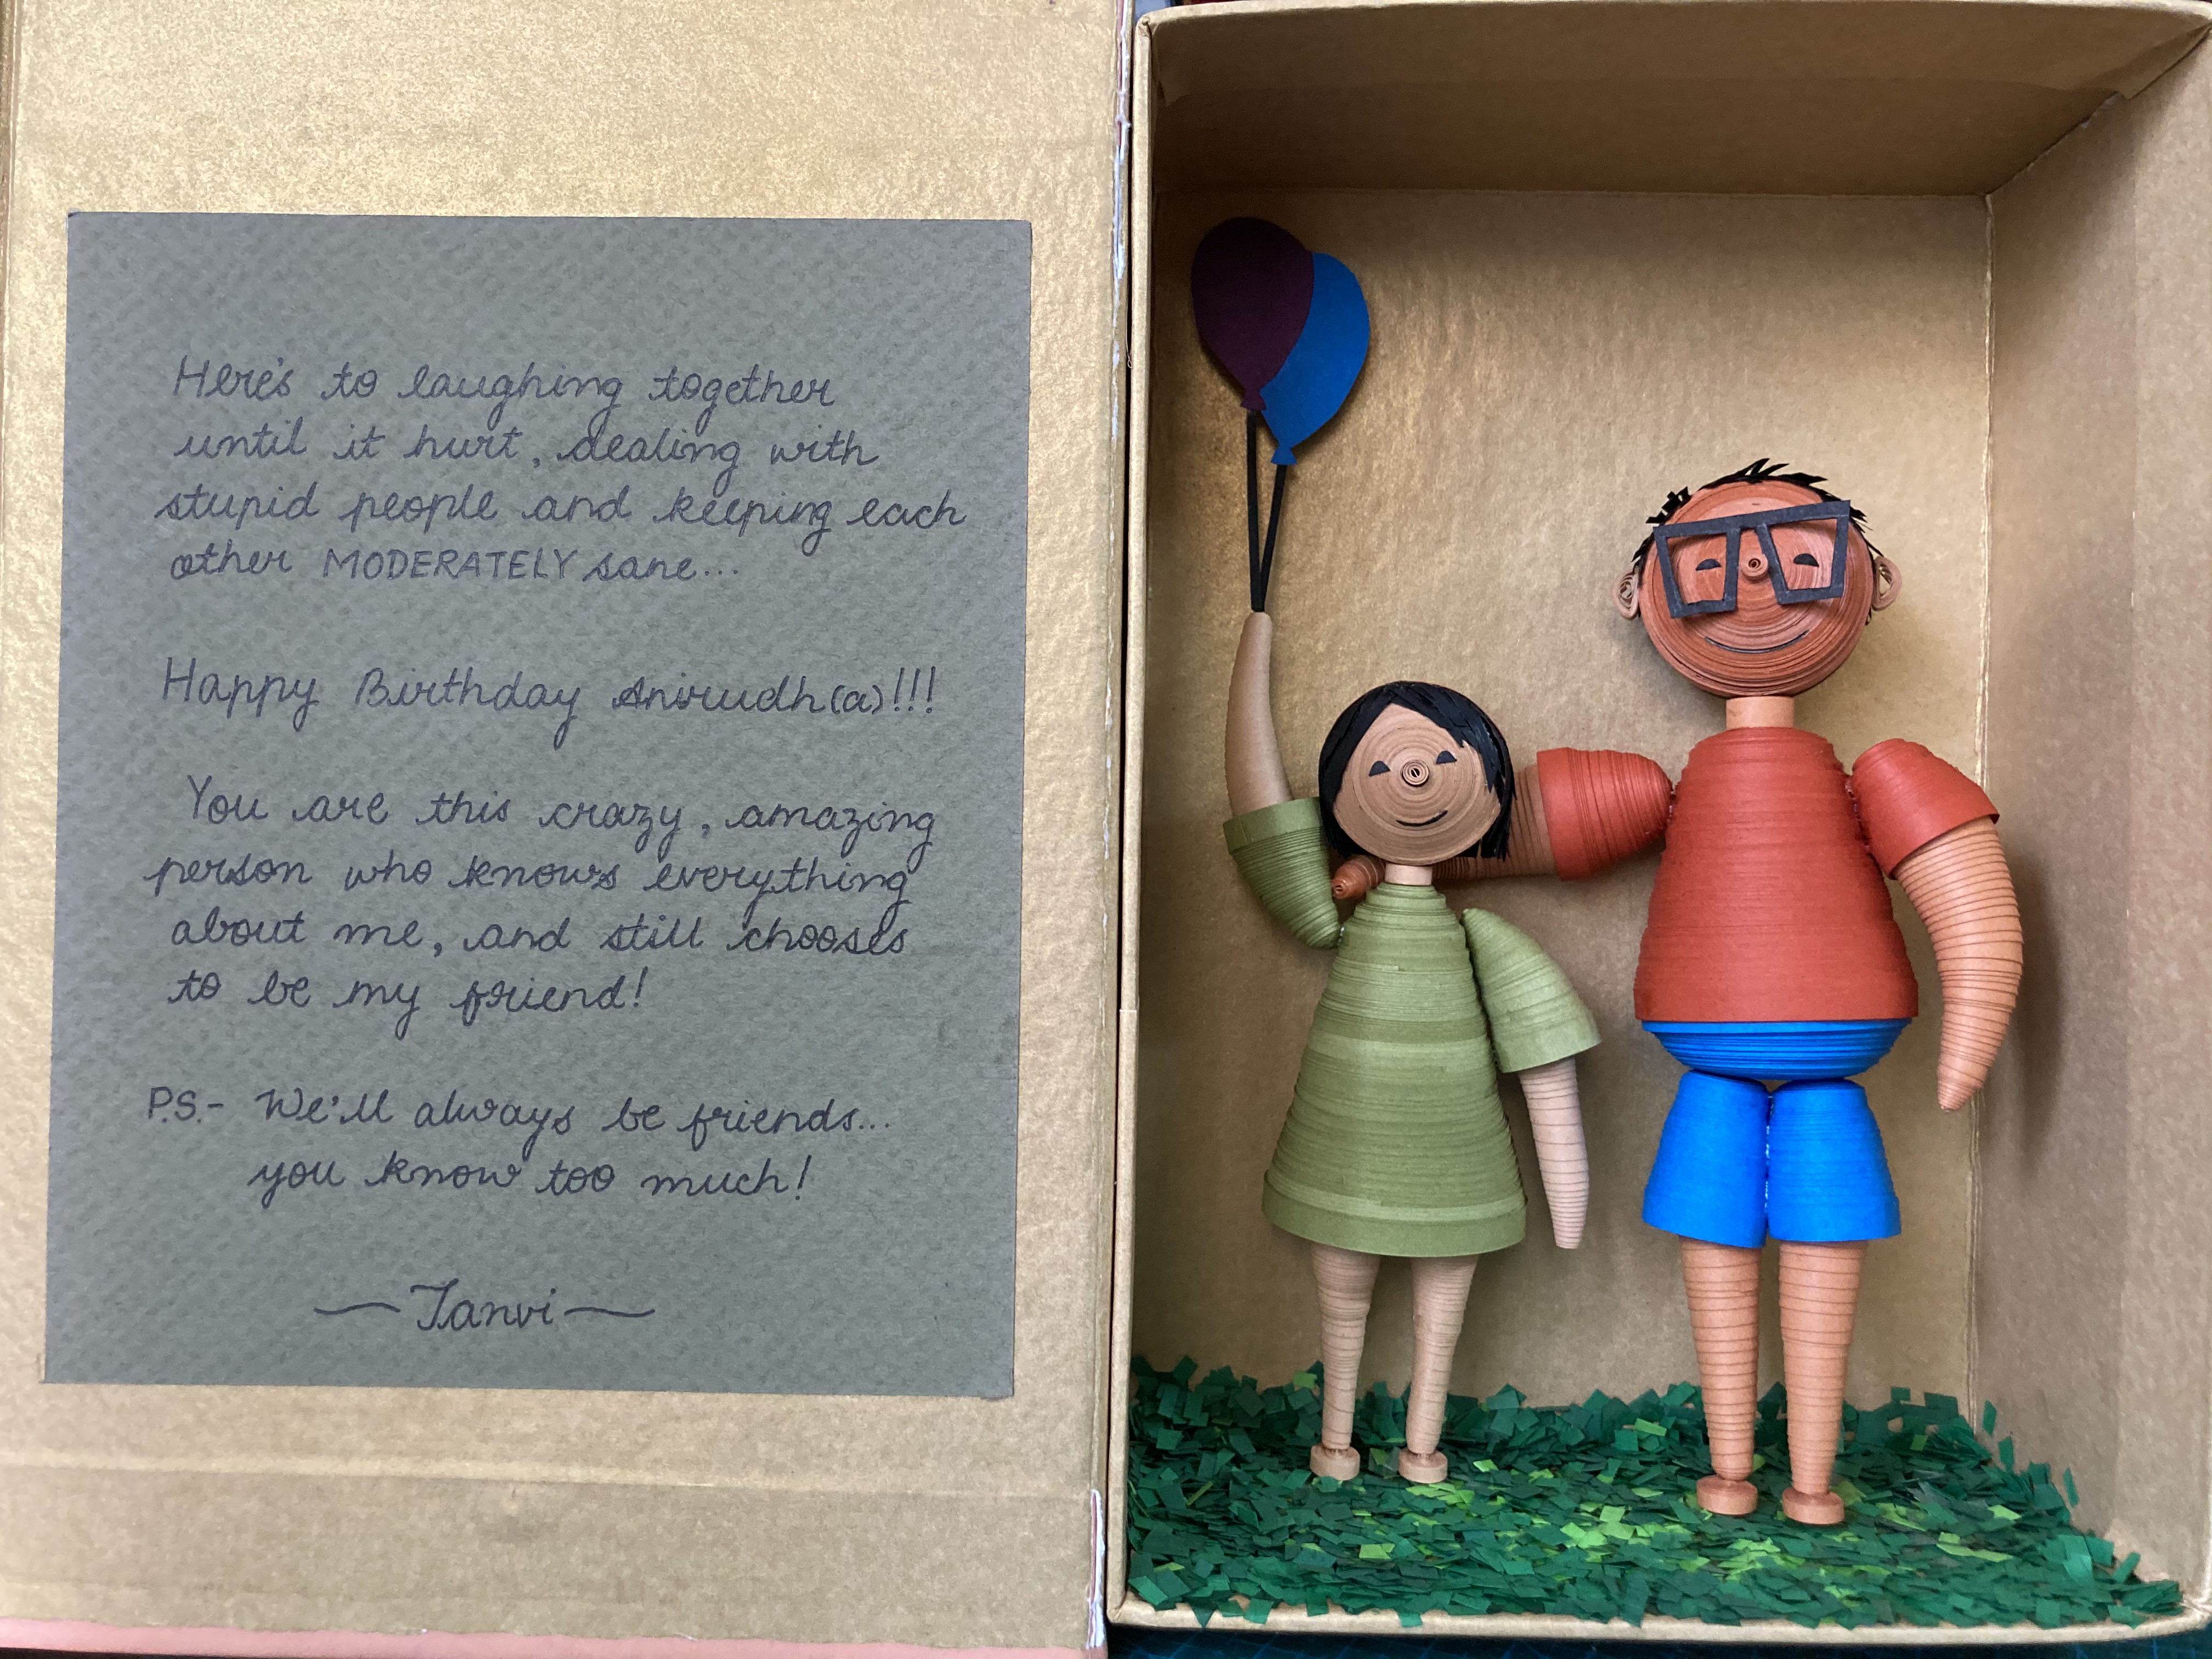 Here's to laughing together
until it hurt, dealing with
stupid people and keeping each
other MODERATELY sane...
Happy Birthday Anirudh(a)!!!
You are this crazy, amazing
person who knows everything
about me, and still chooses
to be my friend!
P.S.- We'll always be friends...
you know too much!
—Tanvi—